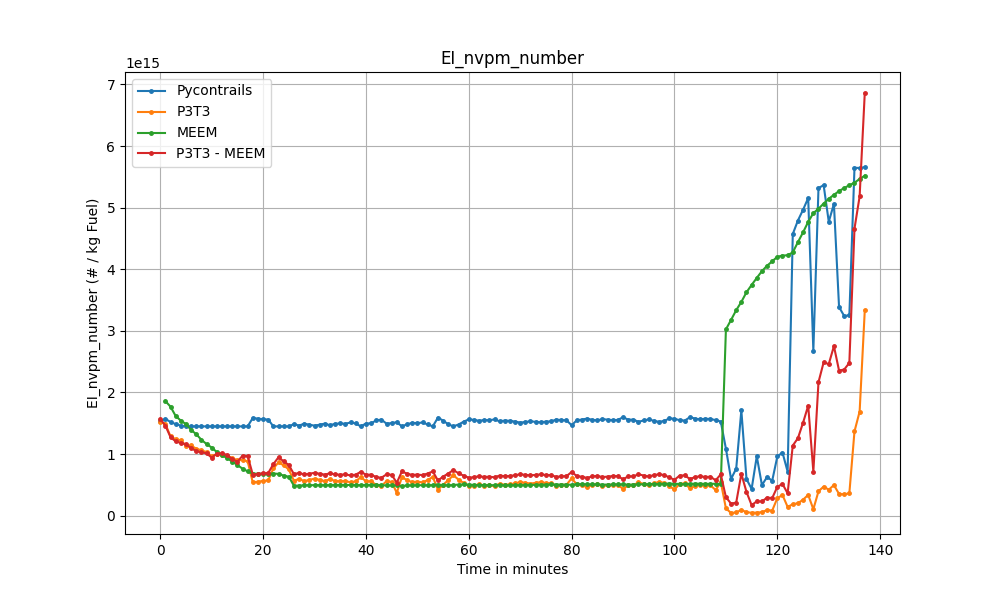 EI_nvpm_number
1e15
Pycontrails
P3T3
MEEM
P3T3 - MEEM
EI_nvpm_number (# / kg Fuel)
7
6
5
4
3
2
1
0
0 20 40 60 80 100 120 140
Time in minutes